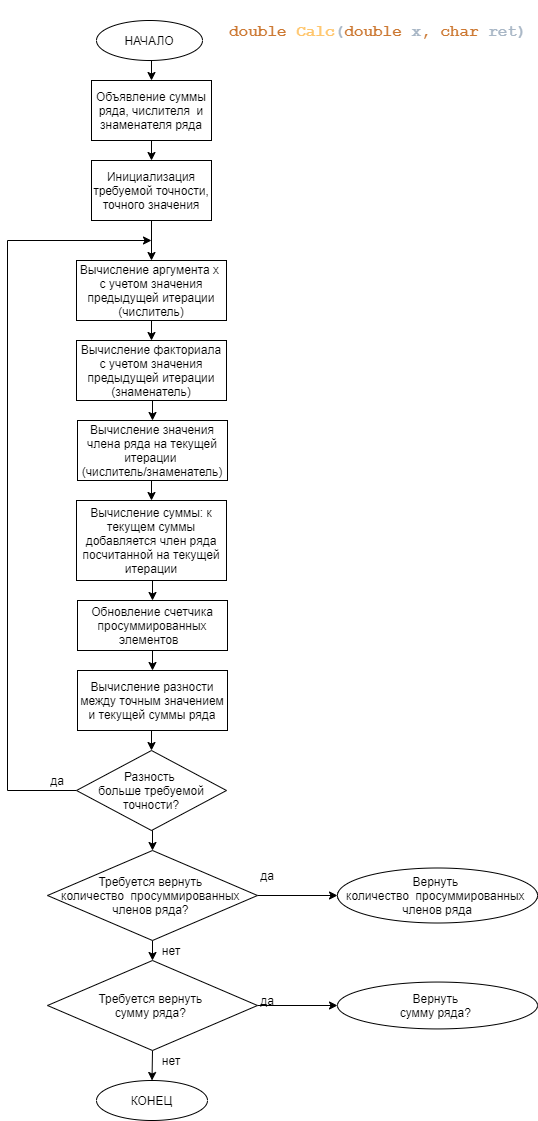 НАЧАЛО
double Calc(double x, char ret)
Объявление суммы
ряда, числителя и
знаменателя ряда
Инициализация
требуемой точности,
точного значения
Вычисление аргумента x
с учетом значения
предыдущей итерации
(числитель)
Вычисление факториала
с учетом значения
предыдущей итерации
(знаменатель)
Вычисление значения
члена ряда на текущей
итерации
(числитель/знаменатель)
Вычисление суммы: к
текущем суммы
добавляется член ряда
посчитанной на текущей
итерации
Обновление счетчика
просуммированных
элементов
Вычисление разности
между точным значением
и текущей суммы ряда
да
Разность
больше требуемой
точности?
Требуется вернуть
количество просуммированных
членов ряда?
да
Вернуть
количество просуммированных
членов ряда
нет
Требуется вернуть
сумму ряда?
да
Вернуть
сумму ряда?
нет
КОНЕЦ